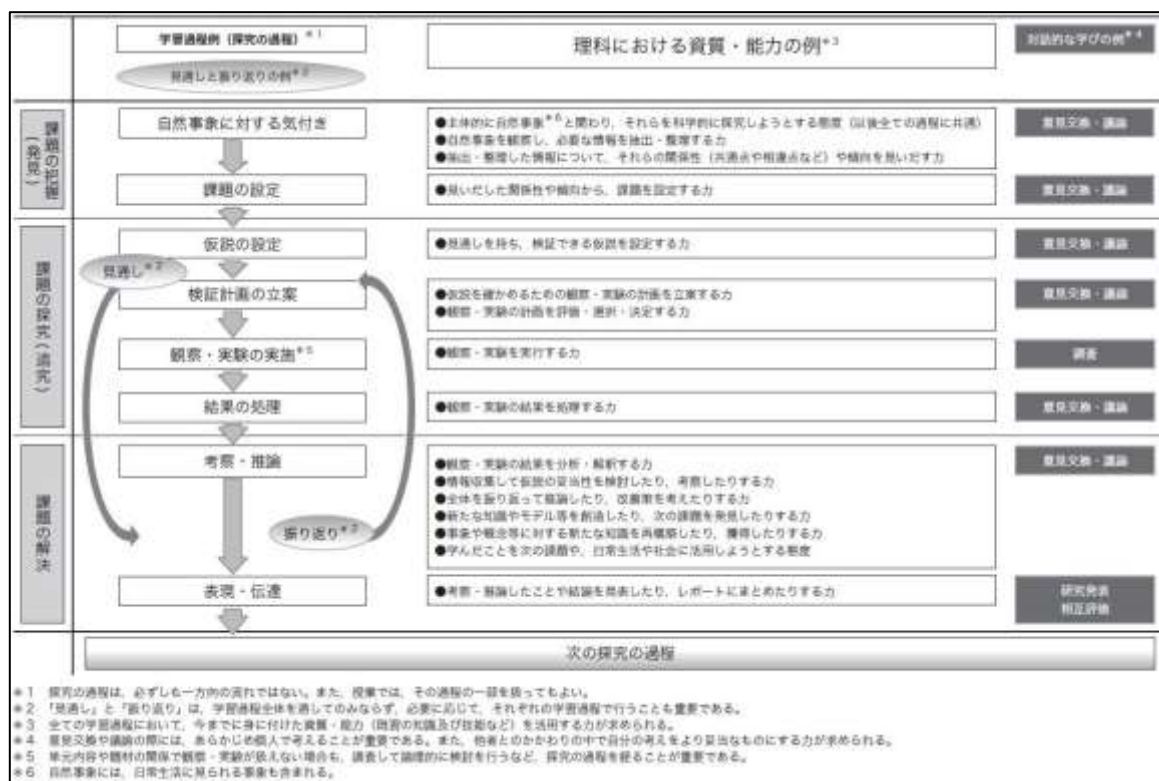 学習過程例(探究の過程)*1
理科における資質・能力の例*3
対話的な学びの例*4
見通しと振り返りの例*2
課題の把握(発見)
自然事象に対する気付き
●主体的に自然事象*6と関わり、それらを科学的に探究しようとする態度(以後全ての過程に共通)
●自然事象を観察し、必要な情報を抽出・整理する力
●抽出・整理した情報について、それらの関係性(共通点や相違点など)や傾向を見いだす力
意見交換・議論
課題の設定
●見いだした関係性や傾向から、課題を設定する力
意見交換・議論
課題の探究(追究)
仮説の設定
●見通しを持ち、検証できる仮説を設定する力
意見交換・議論
見通し*2
検証計画の立案
●仮説を確かめるための観察・実験の計画を立案する力
●観察・実験の計画を評価・選択・決定する力
意見交換・議論
観察・実験の実施*5
●観察・実験を実行する力
調査
結果の処理
●観察・実験の結果を処理する力
意見交換・議論
課題の解決
考察・推論
●観察・実験の結果を分析・解釈する力
●情報収集して仮説の妥当性を検討したり、考察したりする力
●全体を振り返って推論したり、改善策を考えたりする力
●新たな知識やモデル等を創造したり、次の課題を発見したりする力
●事象や概念等に対する新たな知識を再構築したり、獲得したりする力
●学んだことを次の課題や、日常生活や社会に活用しようとする態度
意見交換・議論
振り返り*2
表現・伝達
●考察・推論したことや結論を発表したり、レポートにまとめたりする力
研究発表
相互評価
次の探究の過程
*1 探究の過程は、必ずしも一方向の流れではない。また、授業では、その過程の一部を扱ってもよい。
*2 「見通し」と「振り返り」は、学習過程全体を通してのみならず、必要に応じて、それぞれの学習過程で行うことも重要である。
*3 全ての学習過程において、今までに身に付けた資質・能力(既習の知識及び技能など)を活用する力が求められる。
*4 意見交換や議論の際には、あらかじめ個人で考えることが重要である。また、他者とのかかわりの中で自分の考えをより妥当なものにする力が求められる。
*5 単元内容や題材の関係で観察・実験が扱えない場合も、調査して論理的に検討を行うなど、探究の過程を経ることが重要である。
*6 自然事象には、日常生活に見られる事象も含まれる。